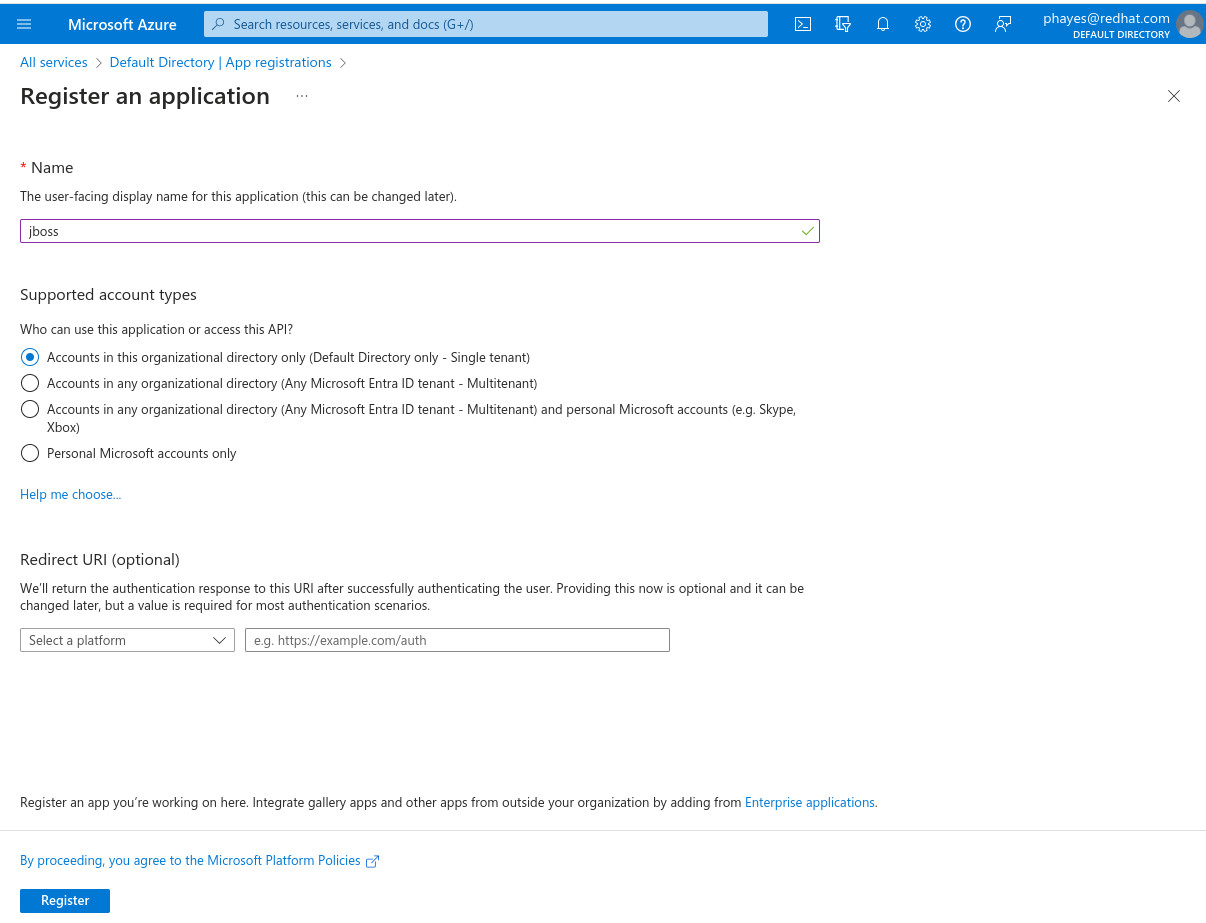 Microsoft Azure
Search resources, services, and docs (G+/)
phayes@redhat.com
DEFAULT DIRECTORY
All services > Default Directory | App registrations >
Register an application ...
* Name
The user-facing display name for this application (this can be changed later).
jboss
Supported account types
Who can use this application or access this API?
Accounts in this organizational directory only (Default Directory only - Single tenant)
Accounts in any organizational directory (Any Microsoft Entra ID tenant - Multitenant)
Accounts in any organizational directory (Any Microsoft Entra ID tenant - Multitenant) and personal Microsoft accounts (e.g. Skype,
Xbox)
Personal Microsoft accounts only
Help me choose...
Redirect URI (optional)
We’ll return the authentication response to this URI after successfully authenticating the user. Providing this now is optional and it can be
changed later, but a value is required for most authentication scenarios.
Select a platform
e.g. https://example.com/auth
Register an app you’re working on here. Integrate gallery apps and other apps from outside your organization by adding from Enterprise applications.
By proceeding, you agree to the Microsoft Platform Policies
Register